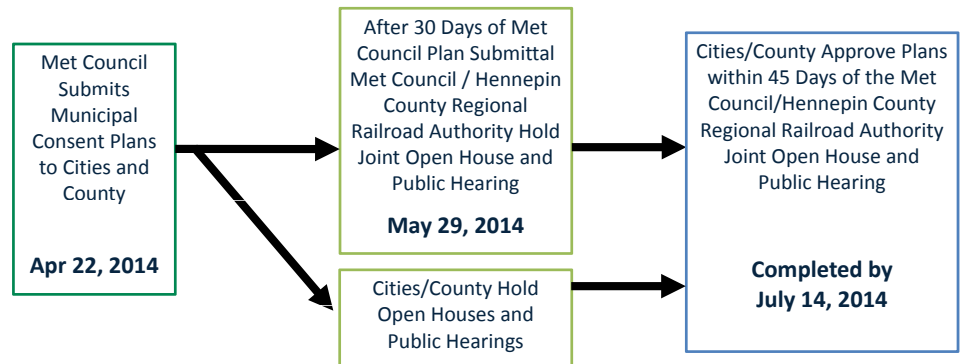 Met Council
Submits
Municipal
Consent Plans
to Cities and
County
Apr 22, 2014
After 30 Days of Met
Council Plan Submittal
Met Council / Hennepin
County Regional
Railroad Authority Hold
Joint Open House and
Public Hearing
May 29, 2014
Cities/County Hold
Open Houses and
Public Hearings
Cities/County Approve Plans
within 45 Days of the Met
Council/Hennepin County
Regional Railroad Authority
Joint Open House and
Public Hearing
Completed by
July 14, 2014